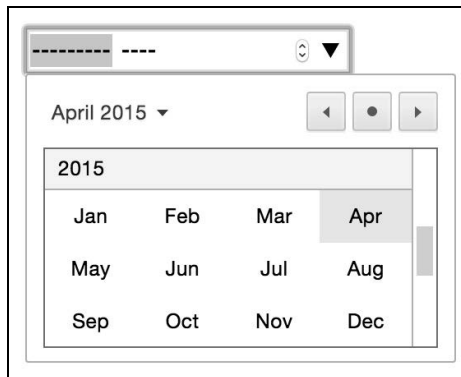 --------- ----
April 2015
2015
Jan Feb Mar Apr
May Jun Jul Aug
Sep Oct Nov Dec